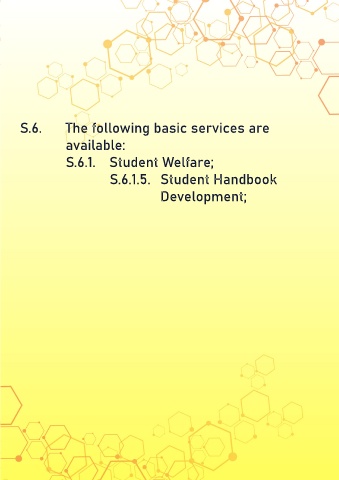 S.6. The following basic services are
available:
S.6.1. Student Welfare;
S.6.1.5. Student Handbook
Development;